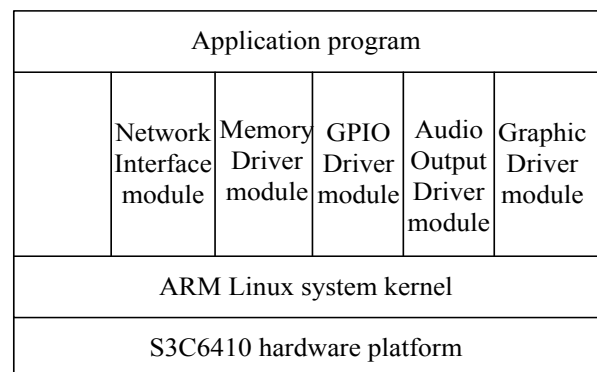 Application program
Network
Interface
module
Memory
Driver
module
GPIO
Driver
module
Audio
Output
Driver
module
Graphic
Driver
module
ARM Linux system kernel
S3C6410 hardware platform